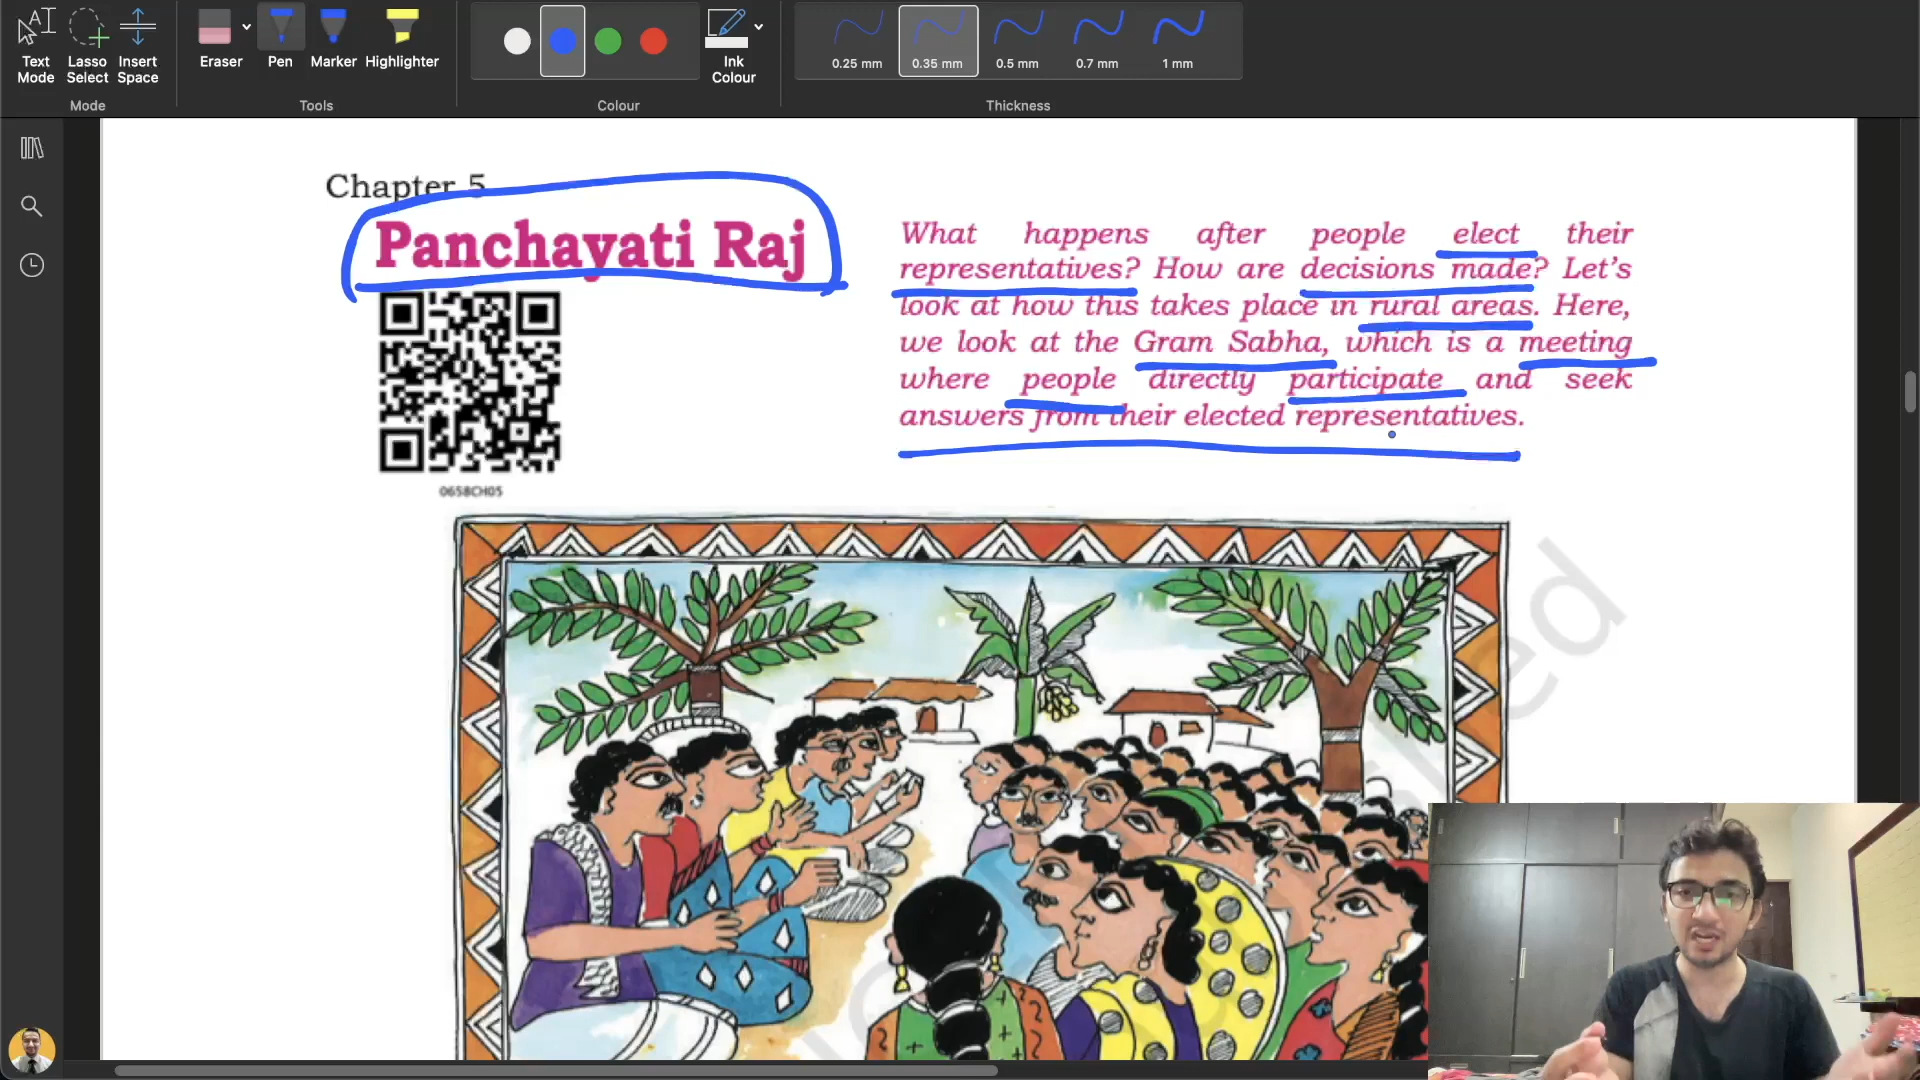 Text Mode
Lasso Select
Insert Space
Eraser
Pen
Marker
Highlighter
Ink Colour
0.25 mm
0.35 mm
0.5 mm
0.7 mm
1 mm
Mode
Tools
Colour
Thickness
Chapter 5
Panchayati Raj
0658CH05
What happens after people elect their
representatives? How are decisions made? Let's
look at how this takes place in rural areas. Here,
we look at the Gram Sabha, which is a meeting
where people directly participate and seek
answers from their elected representatives.